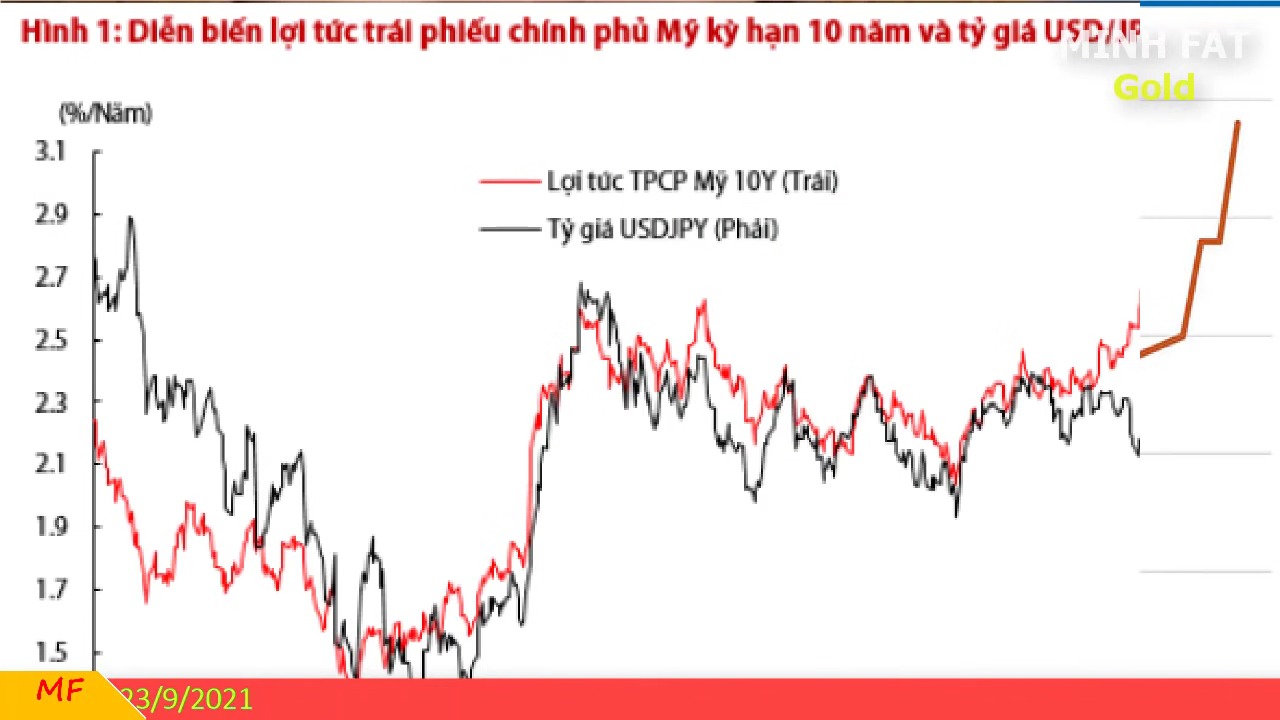 Hình 1: Diễn biến lợi tức trái phiếu chính phủ Mỹ kỳ hạn 10 năm và tỷ giá USD/JP
MINH FAT
Gold
(%/Năm)
3.1
2.9
2.7
2.5
2.3
2.1
1.9
1.7
1.5
Lợi tức TPCP Mỹ 10Y (Trái)
Tỷ giá USDJPY (Phải)
MF
23/9/2021